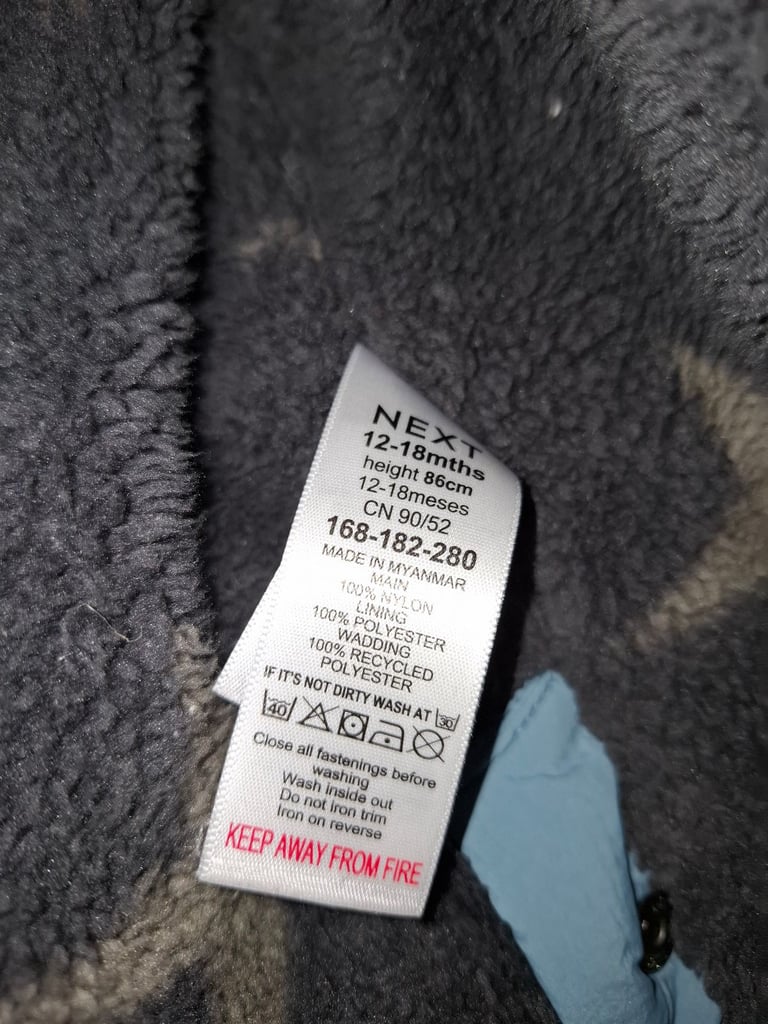 NEXT
12-18mths
height 86cm
12-18meses
CN 90/52
168-182-280
MADE IN MYANMAR
MAIN
100% NYLON
LINING
100% POLYESTER
WADDING
100% RECYCLED
POLYESTER
IF IT'S NOT DIRTY WASH AT 30
40
Close all fastenings before
washing
Wash inside out
Do not iron trim
Iron on reverse
KEEP AWAY FROM FIRE